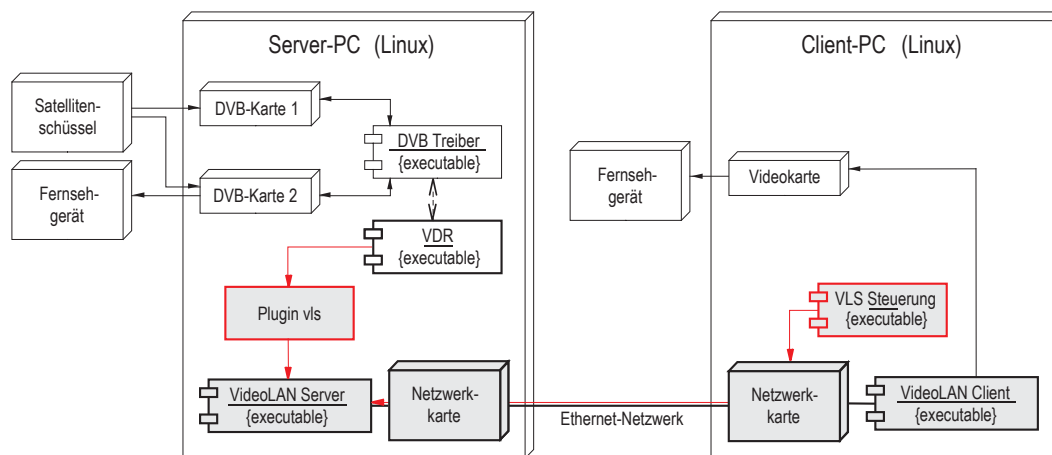 Server-PC (Linux)
Client-PC (Linux)
Satelliten-
schüssel
DVB-Karte 1
DVB Treiber
{executable}
Fernseh-
gerät
DVB-Karte 2
Fernseh-
gerät
Videokarte
VDR
{executable}
Plugin vls
VLS Steuerung
{executable}
VideoLAN Server
{executable}
Netzwerk-
karte
Ethernet-Netzwerk
Netzwerk-
karte
VideoLAN Client
{executable}